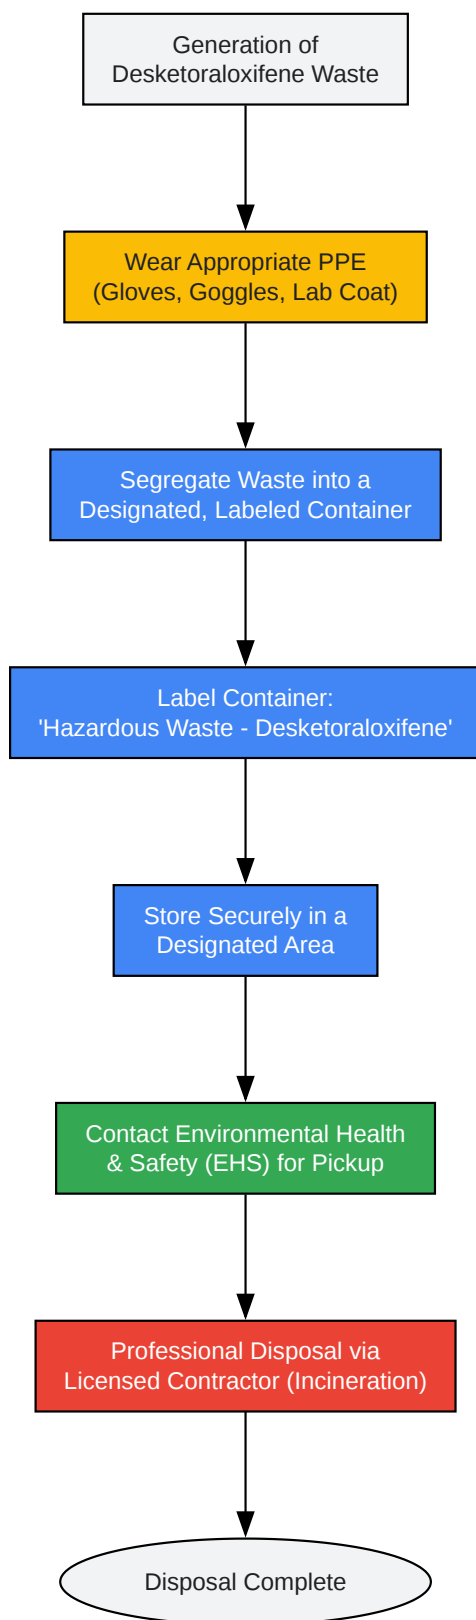 Generation of
Desketoraloxifene Waste
Wear Appropriate PPE
(Gloves, Goggles, Lab Coat)
Segregate Waste into a
Designated, Labeled Container
Label Container:
'Hazardous Waste - Desketoraloxifene'
Store Securely in a
Designated Area
Contact Environmental Health
& Safety (EHS) for Pickup
Professional Disposal via
Licensed Contractor (Incineration)
Disposal Complete